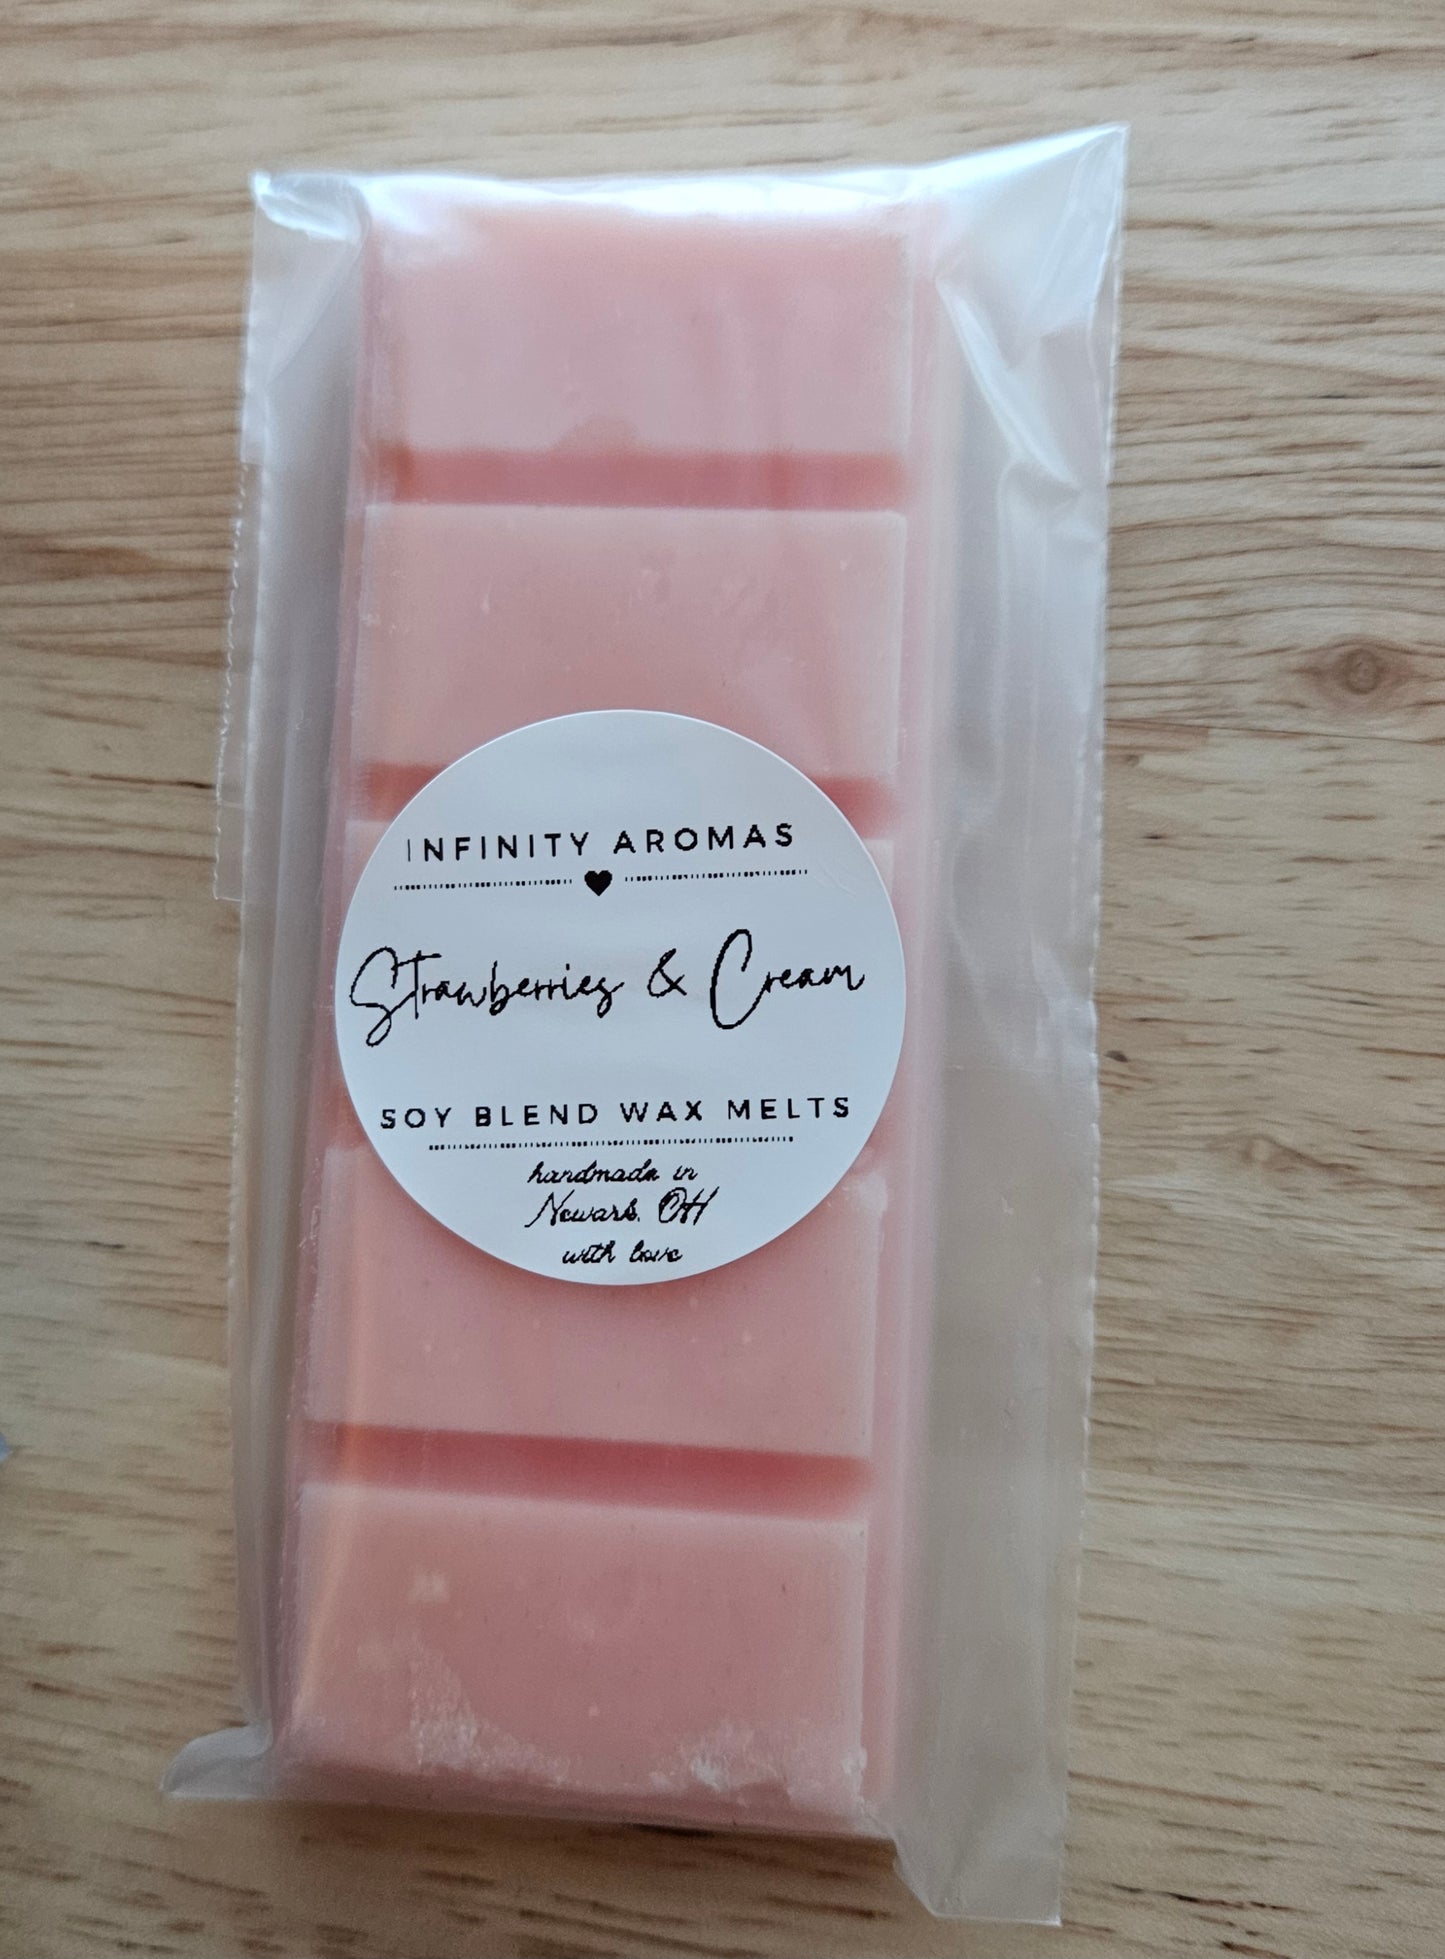 INFINITY AROMAS
Strawberries & Cream
SOY BLEND WAX MELTS
handmade in
Newark, OH
with love